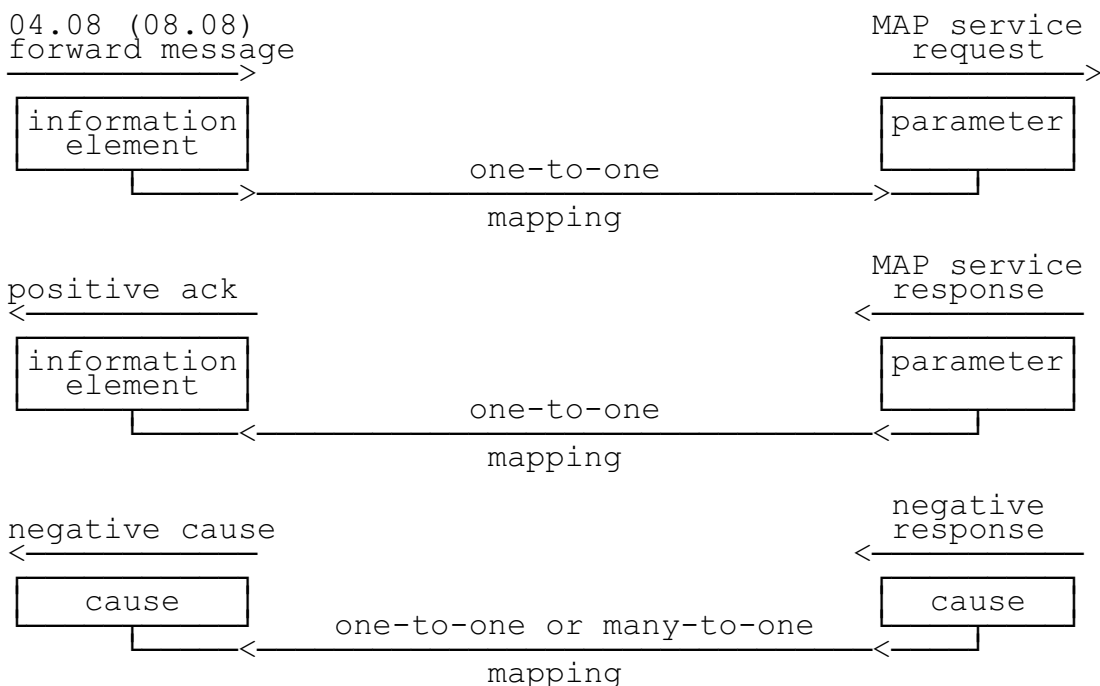 04.08 (08.08)
forward message
MAP service
request
information
element
parameter
one-to-one
mapping
positive ack
MAP service
response
information
element
parameter
one-to-one
mapping
negative cause
negative
response
cause
cause
one-to-one or many-to-one
mapping